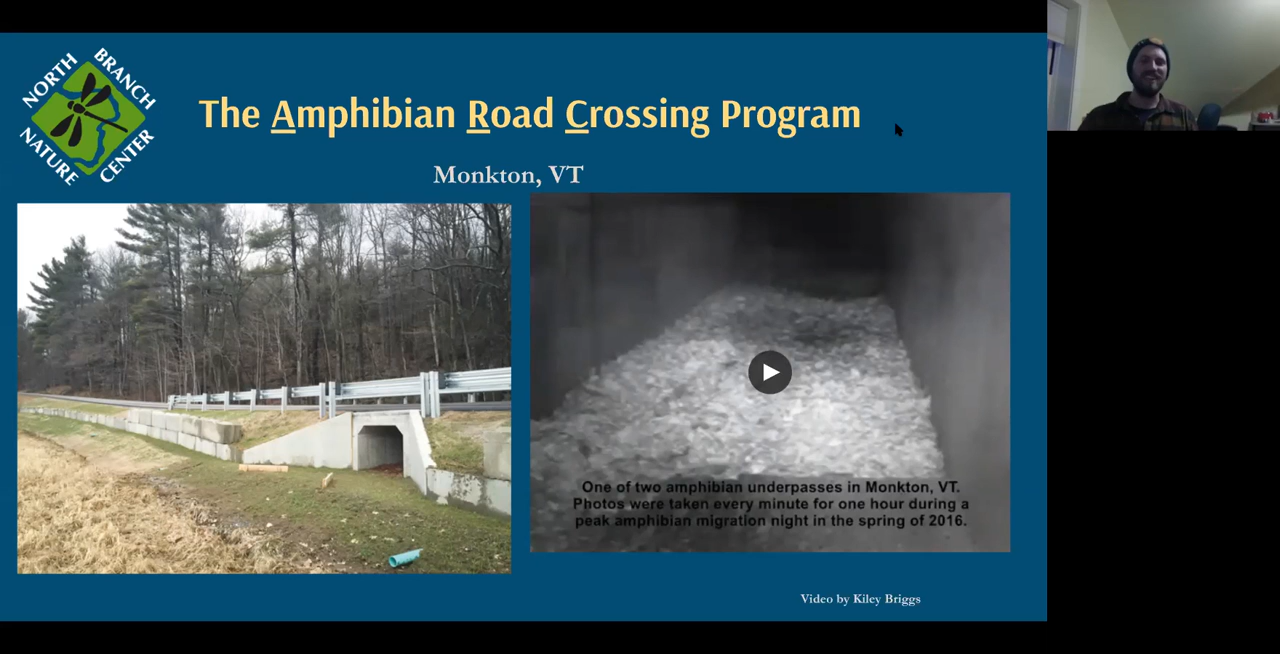 NORTH BRANCH
NATURE CENTER
The Amphibian Road Crossing Program
Monkton, VT
One of two amphibian underpasses in Monkton, VT.
Photos were taken every minute for one hour during a
peak amphibian migration night in the spring of 2016.
Video by Kiley Briggs